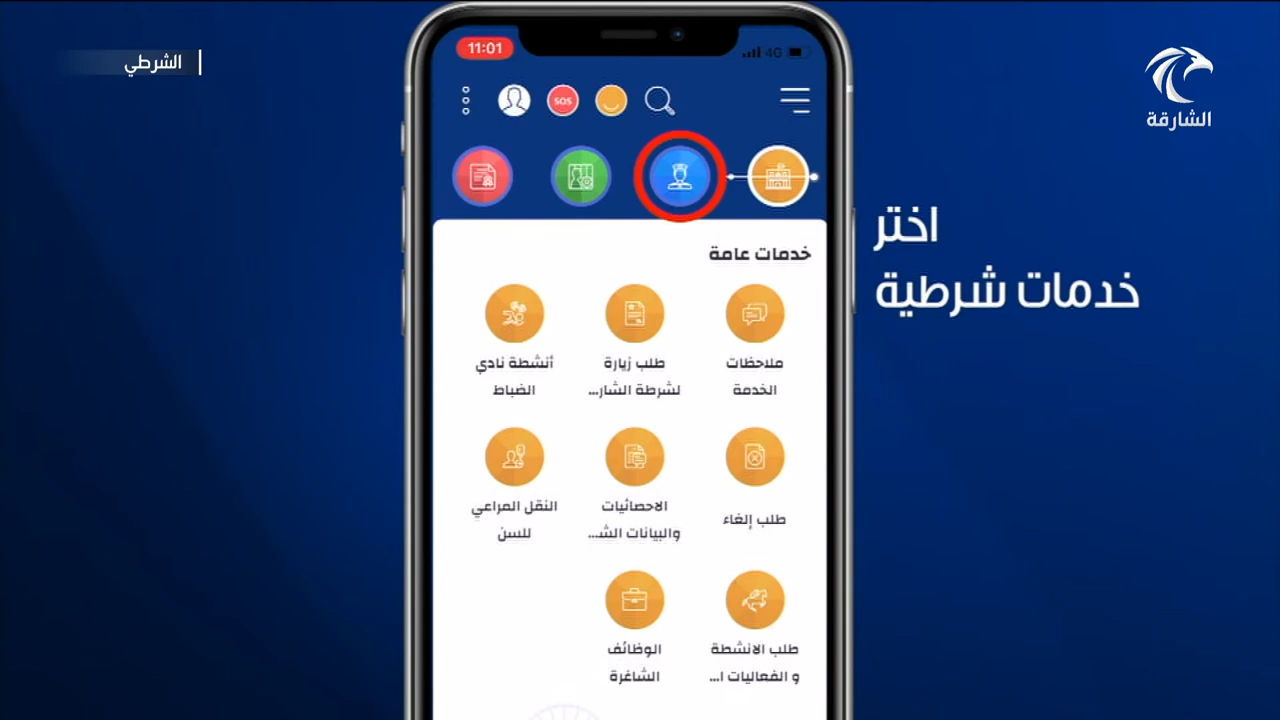 الشرطي
الشارقة
11:01
4G
SOS
اختر
خدمات شرطية
خدمات عامة
ملاحظات
الخدمة
طلب زيارة
لشرطة الشار...
أنشطة نادي
الضباط
طلب إلغاء
الاحصائيات
والبيانات الش...
النقل المراعي
للسن
طلب الانشطة
و الفعاليات ا...
الوظائف
الشاغرة